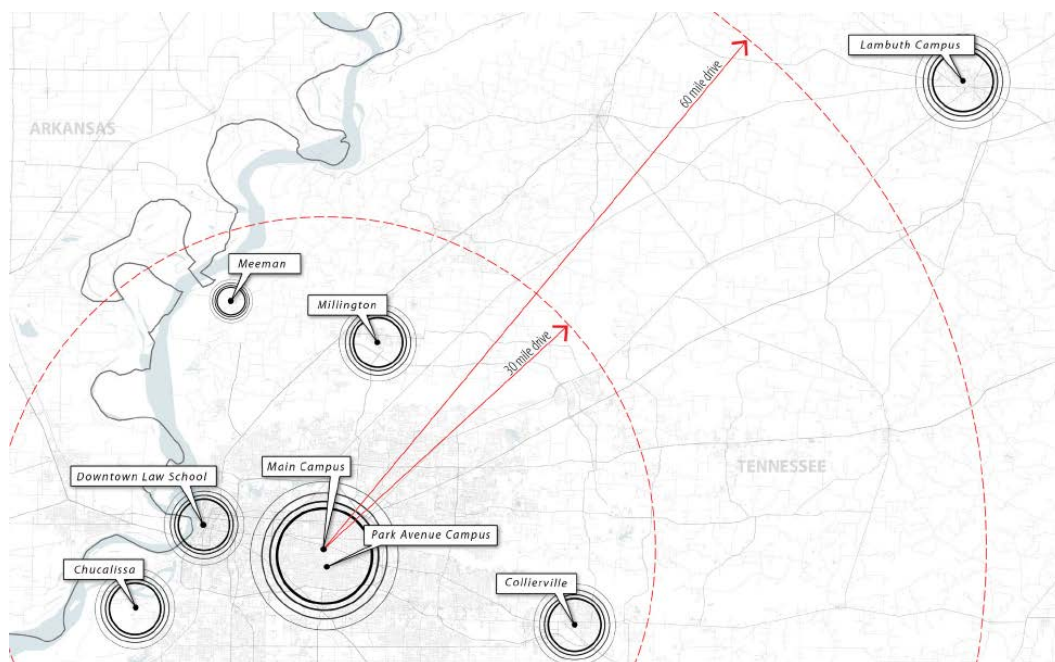 Lambuth Campus
60 mile drive
ARKANSAS
Meeman
Millington
30 mile drive
Main Campus
TENNESSEE
Downtown Law School
Park Avenue Campus
Chucalissa
Collierville